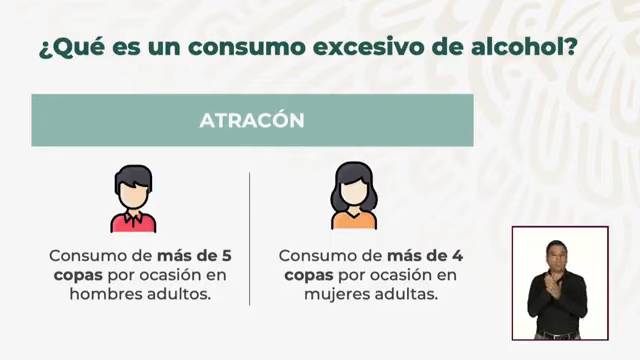 ¿Qué es un consumo excesivo de alcohol?
ATRACÓN
Consumo de más de 5
copas por ocasión en
hombres adultos.
Consumo de más de 4
copas por ocasión en
mujeres adultas.